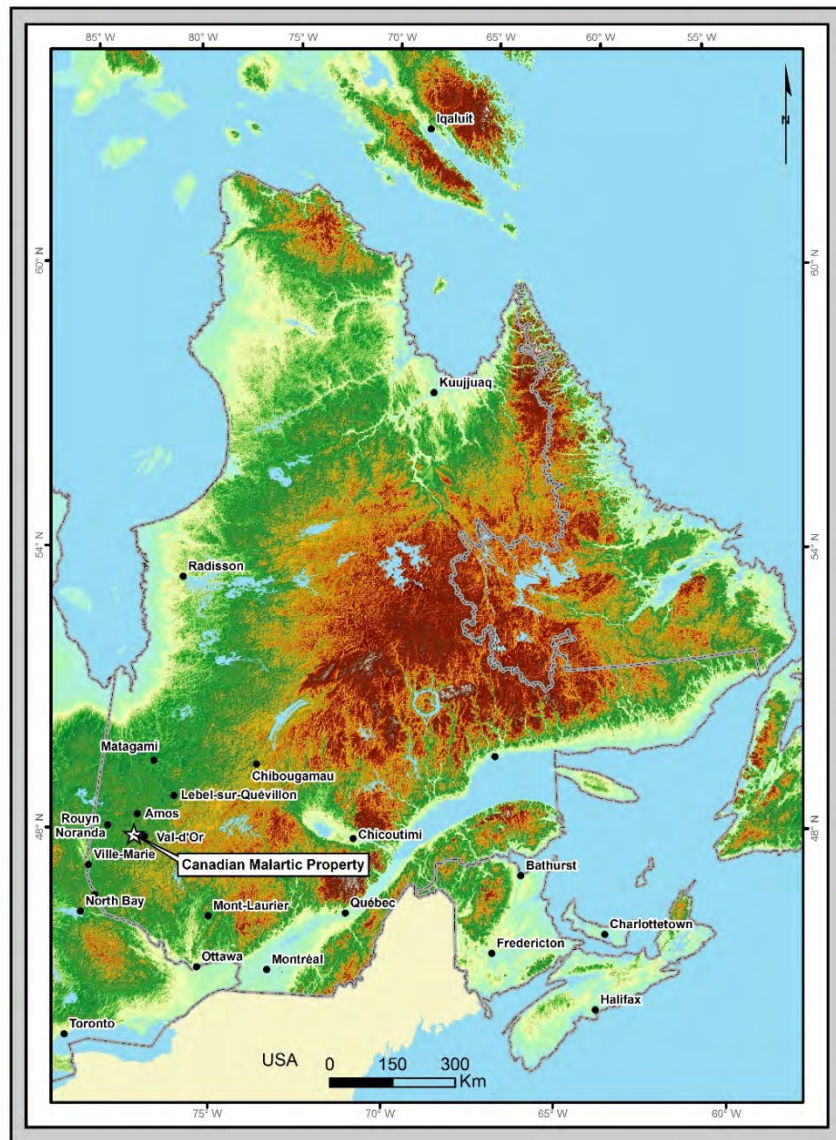 85° W 80° W 70° W 65° W 60° W 55° W
N
Iqaluit
60° N 60° N
Kuujjuaq
54° N 54° N
Radisson
Matagami
Chibougamau
Lebel-sur-Quévillon
Amos
Rouyn
Noranda
48° N 48° N
Val-d'Or
Chicoutimi
Ville-Marie
Canadian Malartic Property
Bathurst
North Bay
Mont-Laurier
Québec
Charlottetown
Fredericton
Ottawa
Montréal
Halifax
Toronto
USA
0 150 300
Km
75° W 70° W 65° W 60° W